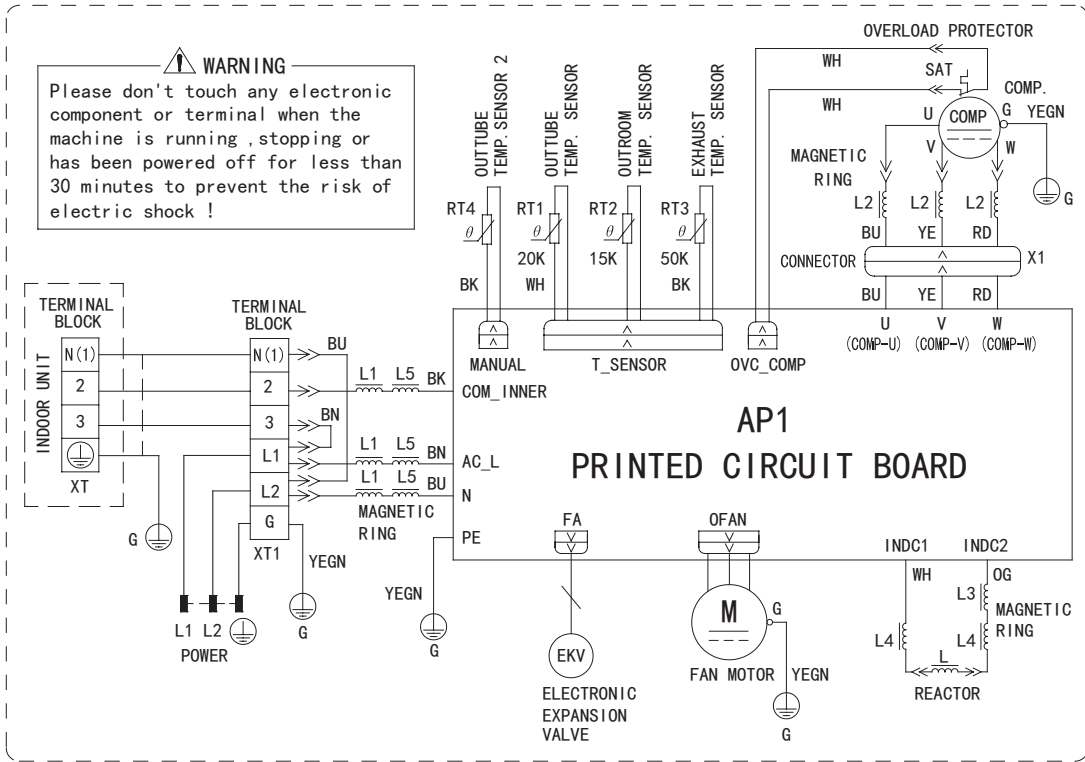 WARNING
Please don't touch any electronic
component or terminal when the
machine is running ,stopping or
has been powered off for less than
30 minutes to prevent the risk of
electric shock !
OUTTUBE
TEMP. SENSOR 2
OUTTUBE
TEMP. SENSOR
OUTROOM
TEMP. SENSOR
EXHAUST
TEMP. SENSOR
RT4
θ
RT1
θ
RT2
θ
RT3
θ
20K
15K
50K
BK
WH
BK
OVERLOAD PROTECTOR
WH
SAT
WH
COMP.
U
COMP
G
YEGN
V
W
MAGNETIC
RING
G
L2
L2
L2
BU
YE
RD
CONNECTOR
X1
BU
YE
RD
U
V
W
(COMP-U)
(COMP-V)
(COMP-W)
MANUAL
T_SENSOR
OVC_COMP
INDOOR UNIT
TERMINAL
BLOCK
N(1)
2
3
XT
G
TERMINAL
BLOCK
N(1)
2
3
L1
L2
G
XT1
BU
BN
L1
L5
BK
COM_INNER
L1
L5
BN
AC_L
L1
L5
BU
N
MAGNETIC
RING
PE
YEGN
G
YEGN
G
L1
L2
POWER
AP1
PRINTED CIRCUIT BOARD
FA
EKV
ELECTRONIC
EXPANSION
VALVE
OFAN
M
G
FAN MOTOR
YEGN
G
INDC1
INDC2
WH
OG
L3
MAGNETIC
RING
L4
L4
L
REACTOR